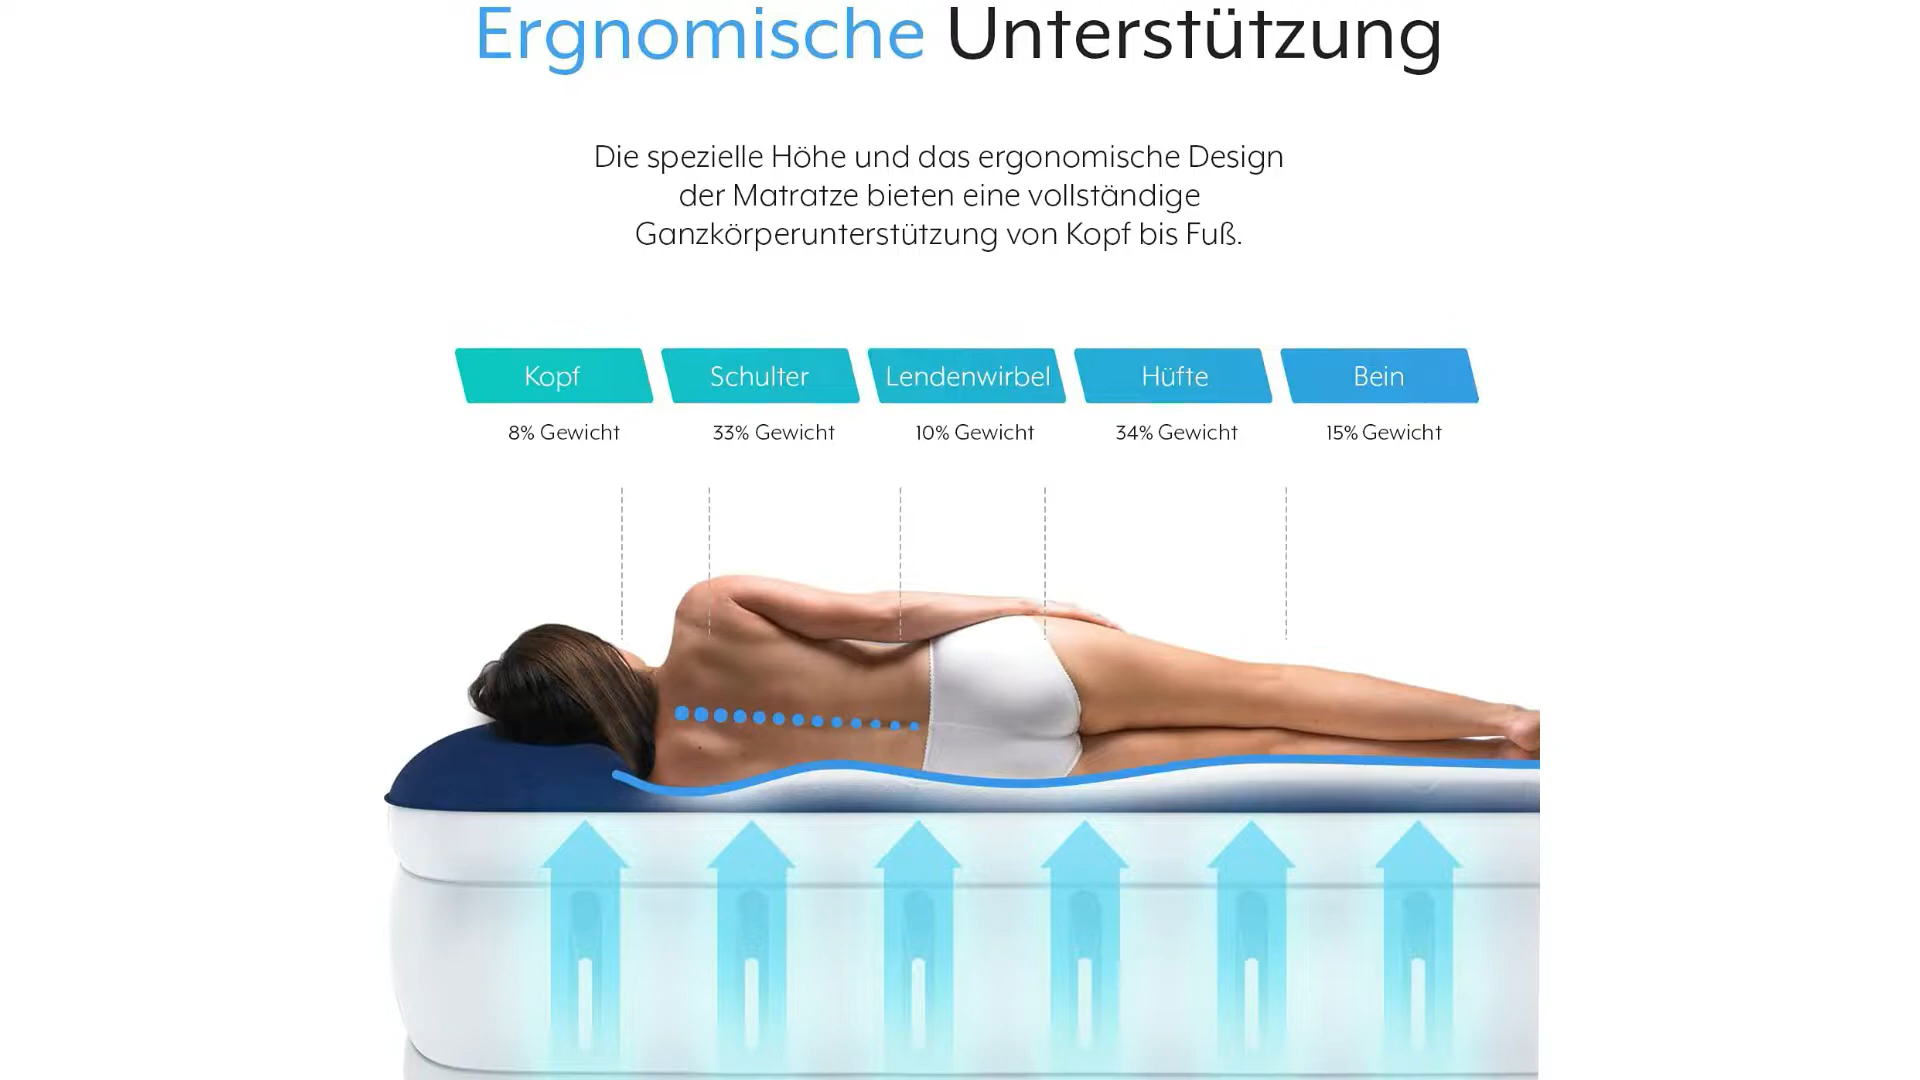 Ergnomische Unterstützung
Die spezielle Höhe und das ergonomische Design
der Matratze bieten eine vollständige
Ganzkörperunterstützung von Kopf bis Fuß.
Kopf
Schulter
Lendenwirbel
Hüfte
Bein
8% Gewicht
33% Gewicht
10% Gewicht
34% Gewicht
15% Gewicht